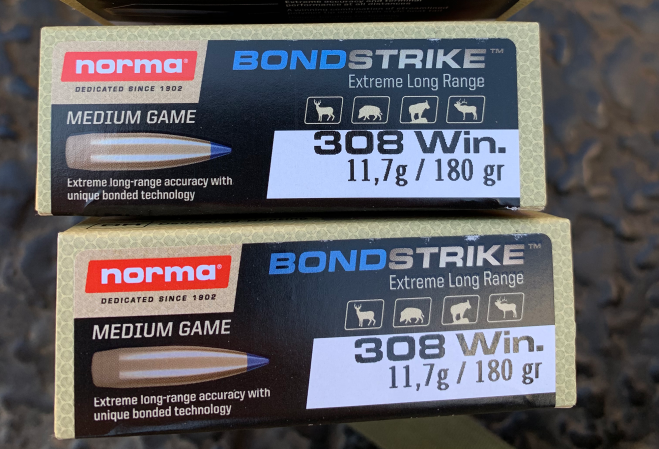 norma®
DEDICATED SINCE 1902
MEDIUM GAME
Extreme long-range accuracy with
unique bonded technology
BONDSTRIKE™
Extreme Long Range
308 Win.
11,7g / 180 gr
norma®
DEDICATED SINCE 1902
MEDIUM GAME
Extreme long-range accuracy with
unique bonded technology
BONDSTRIKE™
Extreme Long Range
308 Win.
11,7g / 180 gr